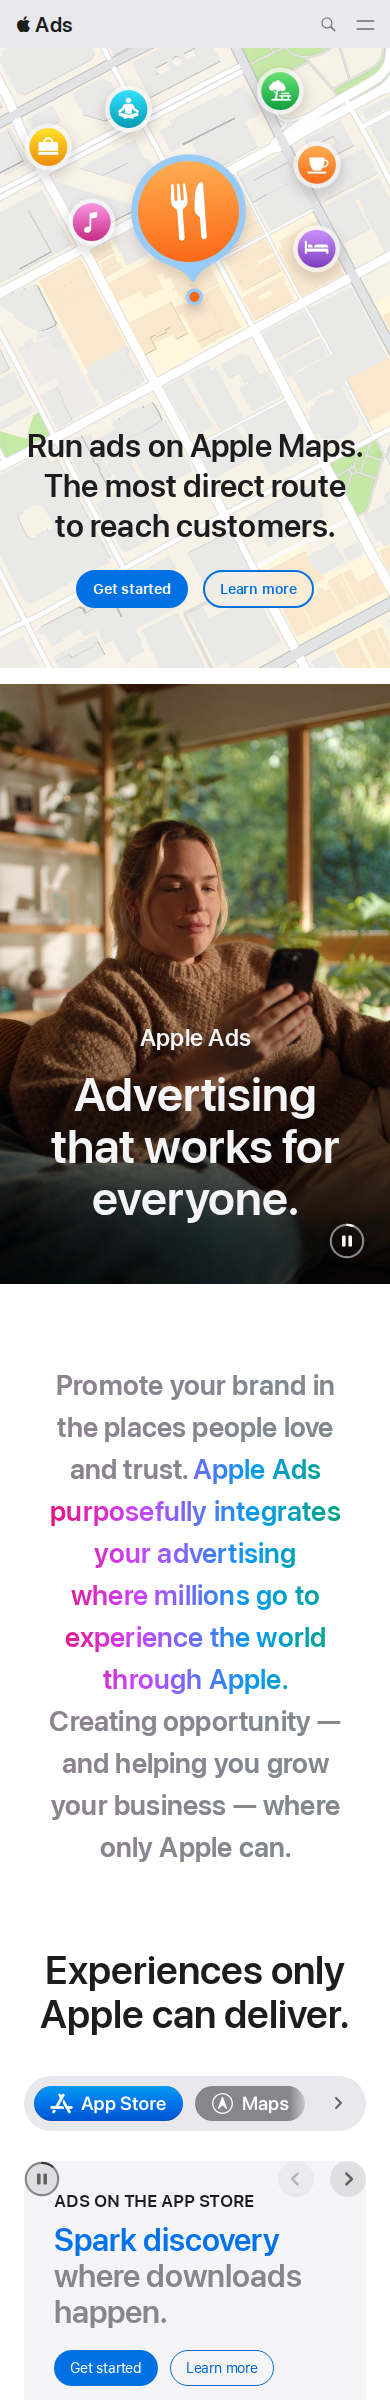 Ads
Run ads on Apple Maps.
The most direct route
to reach customers.
Get started
Learn more
Apple Ads
Advertising
that works for
everyone.
Promote your brand in
the places people love
and trust. Apple Ads
purposefully integrates
your advertising
where millions go to
experience the world
through Apple.
Creating opportunity —
and helping you grow
your business — where
only Apple can.
Experiences only
Apple can deliver.
App Store
Maps
ADS ON THE APP STORE
Spark discovery
where downloads
happen.
Get started
Learn more